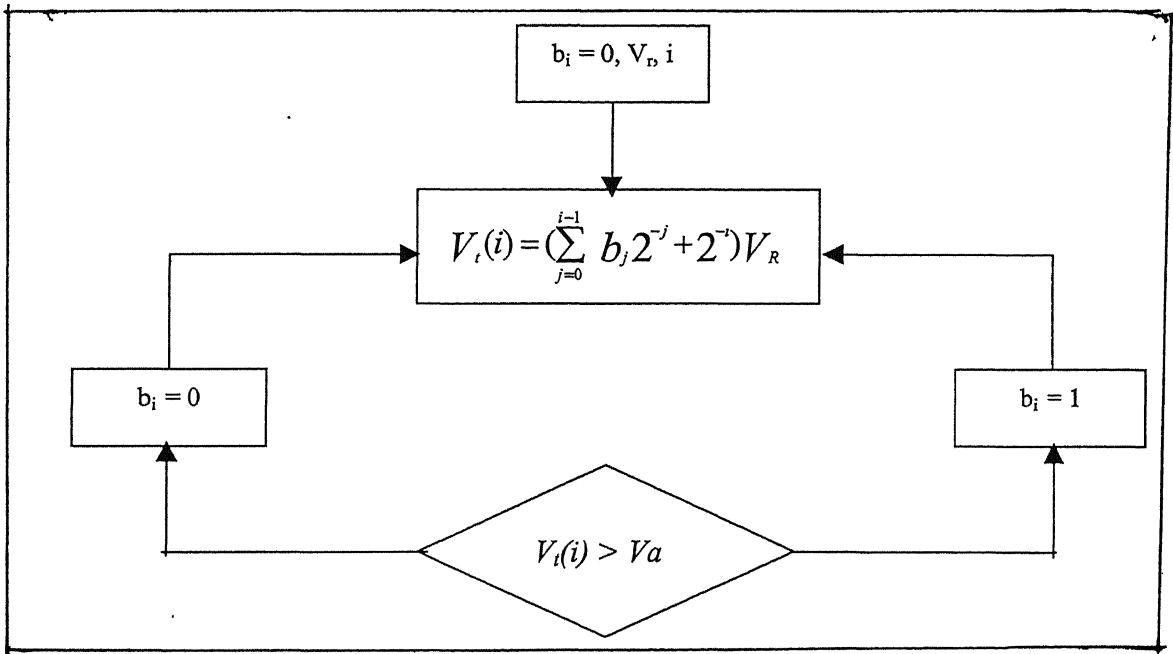 b_i = 0, V_r, i
V_t(i) = (∑_{j=0}^{i-1} b_j 2^{-j} + 2^{-i})V_R
b_i = 0
b_i = 1
V_t(i) > Va